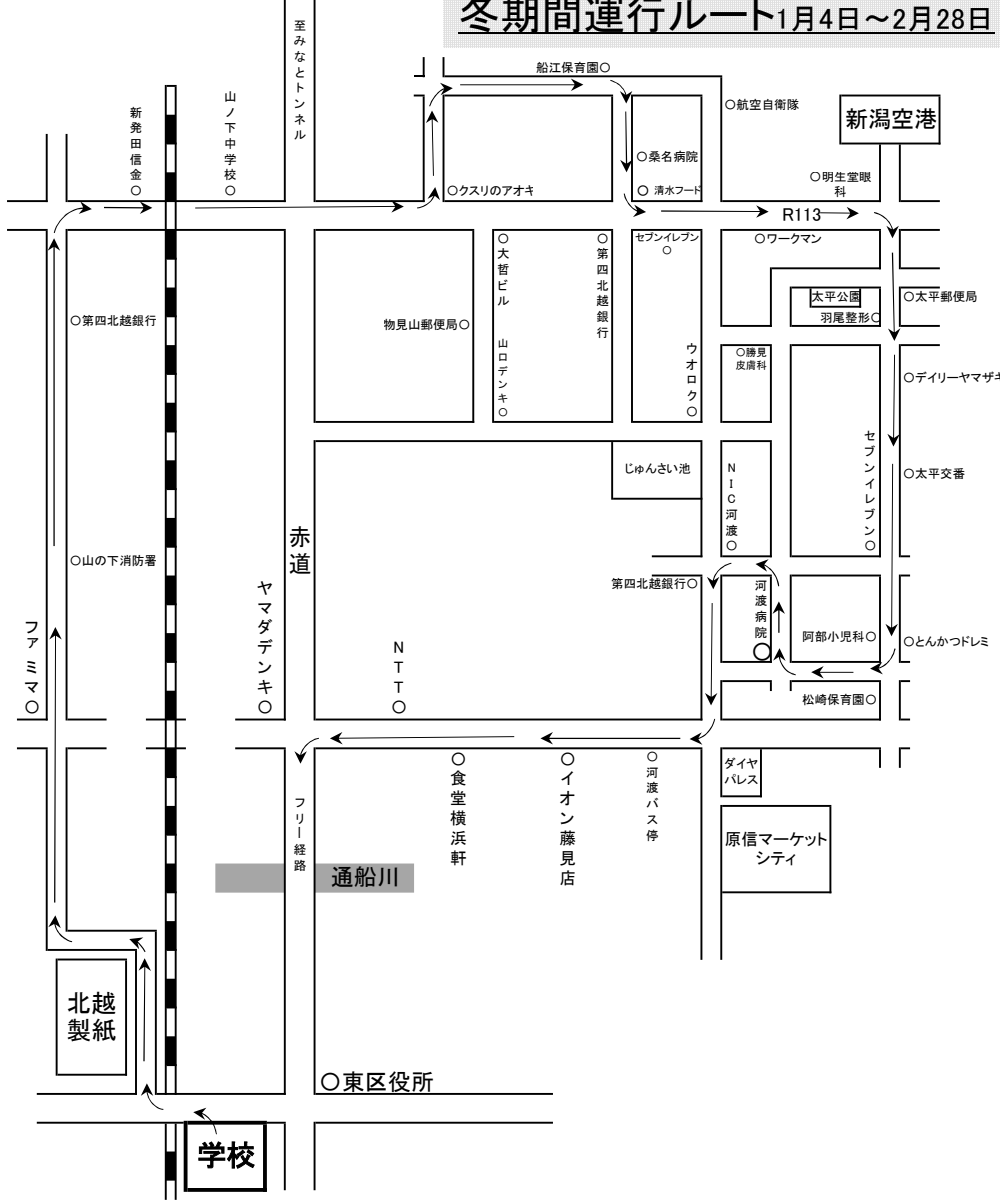 冬期間運行ルート1月4日～2月28日
至みなとトンネル
船江保育園○
○航空自衛隊
新潟空港
新発田信金○
山ノ下中学校○
○桑名病院
○クスリのアオキ
○ 清水フード
○明生堂眼
科
R113
○大哲ビル
○第四北越銀行
セブンイレブン
○
○ワークマン
○第四北越銀行
物見山郵便局○
太平公園
○太平郵便局
羽尾整形○
山口デンキ○
ウオロク○
○勝見
皮膚科
○デイリーヤマザキ
じゅんさい池
NIC河渡○
セブンイレブン○
○太平交番
赤道
○山の下消防署
第四北越銀行○
河渡病院
○
ファミマ○
ヤマダデンキ○
NTT○
阿部小児科○
○とんかつドレミ
松崎保育園○
○食堂横浜軒
○イオン藤見店
○河渡バス停
ダイヤ
パレス
フリー経路
原信マーケット
シティ
通船川
北越
製紙
○東区役所
学校